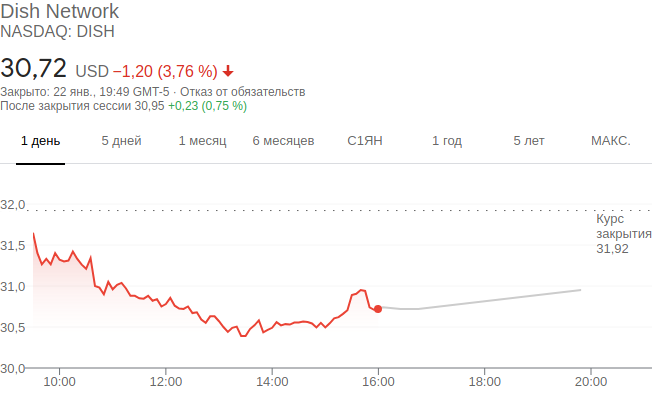 Dish Network
NASDAQ: DISH
30,72 USD −1,20 (3,76 %)
Закрыто: 22 янв., 19:49 GMT-5 · Отказ от обязательств
После закрытия сессии 30,95 +0,23 (0,75 %)
1 день 5 дней 1 месяц 6 месяцев С1ЯН 1 год 5 лет МАКС.
32,0
Курс
закрытия
31,92
31,5
31,0
30,5
30,0
10:00 12:00 14:00 16:00 18:00 20:00